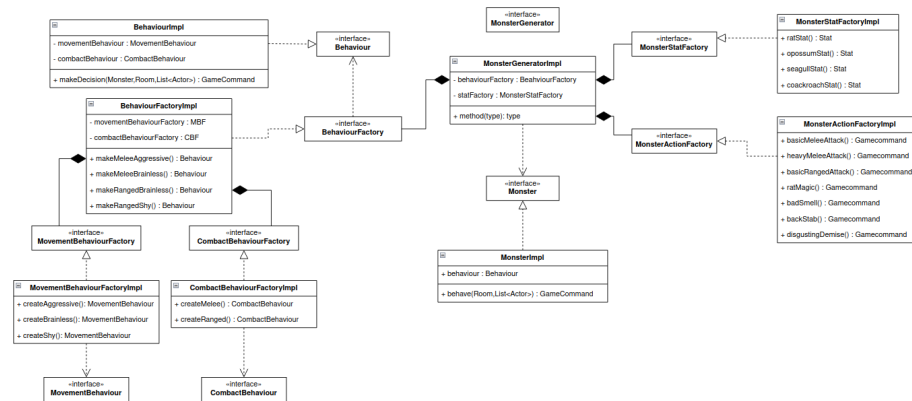 BehaviourImpl
- movementBehaviour : MovementBehaviour
- compactBehaviour : CombactBehaviour
+ makeDecision(Monster,Room,List<Actor>) : GameCommand
«interface»
Behaviour
«interface»
MonsterGenerator
«interface»
MonsterStatFactory
MonsterStatFactoryImpl
+ ratStat() : Stat
+ opossumStat() : Stat
+ seagullStat() : Stat
+ coackroachStat() : Stat
MonsterGeneratorImpl
- behaviourFactory : BeahviourFactory
- statFactory : MonsterStatFactory
+ method(type): type
BehaviourFactoryImpl
- movementBehaviourFactory : MBF
- compactBehaviourFactory : CBF
+ makeMeleeAggressive() : Behaviour
+ makeMeleeBrainless() : Behaviour
+ makeRangedBrainless() : Behaviour
+ makeRangedShy() : Behaviour
«interface»
BehaviourFactory
«interface»
MonsterActionFactory
MonsterActionFactoryImpl
+ basicMeleeAttack() : Gamecommand
+ heavyMeleeAttack() : Gamecommand
+ basicRangedAttack() : Gamecommand
+ ratMagic() : Gamecommand
+ badSmell() : Gamecommand
+ backStab() : Gamecommand
+ disgustingDemise() : Gamecommand
«interface»
Monster
«interface»
MovementBehaviourFactory
«interface»
CombactBehaviourFactory
MonsterImpl
+ behaviour : Behaviour
+ behave(Room,List<Actor>) : GameCommand
MovementBehaviourFactoryImpl
+ createAggressive(): MovementBehaviour
+ createBrainless(): MovementBehaviour
+ createShy(): MovementBehaviour
CombactBehaviourFactoryImpl
+ createMelee() : CombactBehaviour
+ createRanged() : CombactBehaviour
«interface»
MovementBehaviour
«interface»
CombactBehaviour